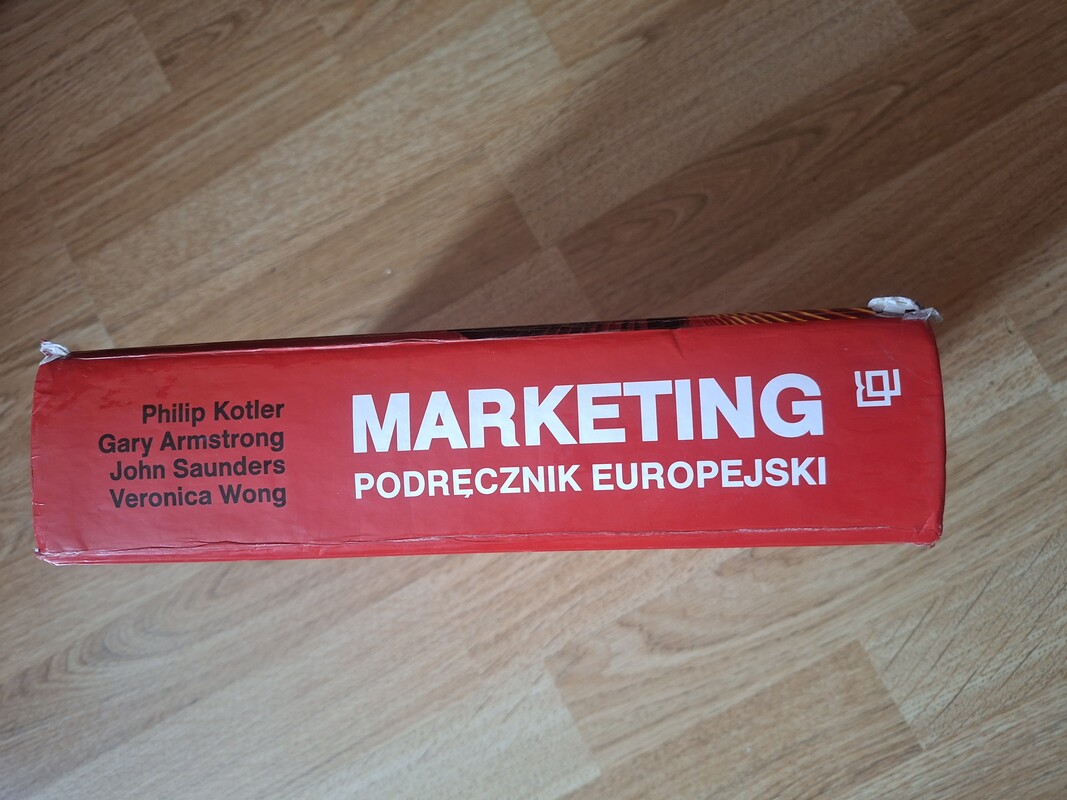 Philip Kotler
Gary Armstrong
John Saunders
Veronica Wong
MARKETING
PODRĘCZNIK EUROPEJSKI